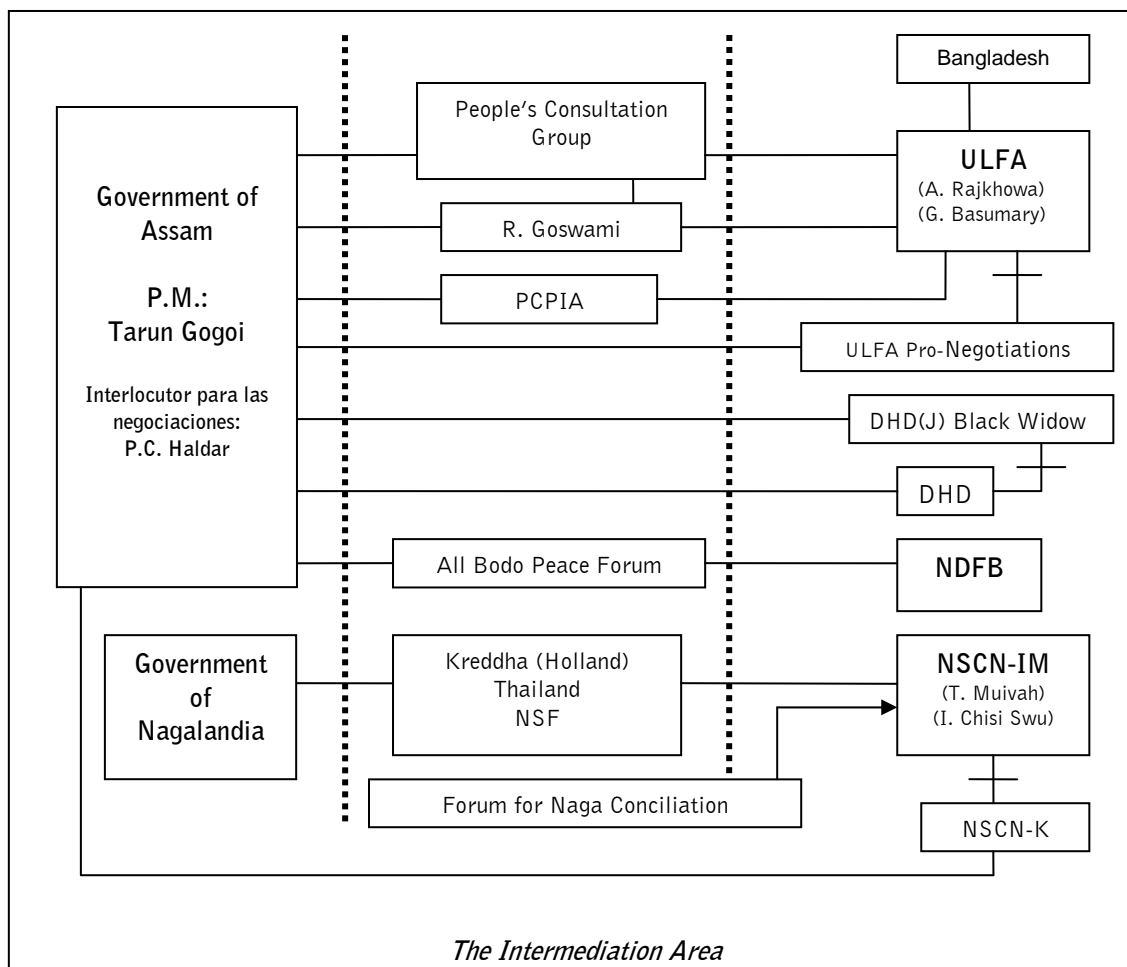 Bangladesh
People's Consultation
Group
ULFA
(A. Rajkhowa)
(G. Basumary)
Government of
Assam
P.M.:
Tarun Gogoi
Interlocutor para las
negociaciones:
P.C. Haldar
R. Goswami
PCPIA
ULFA Pro-Negotiations
DHD(J) Black Widow
DHD
All Bodo Peace Forum
NDFB
Government
of
Nagalandia
Kreddha (Holland)
Thailand
NSF
NSCN-IM
(T. Muivah)
(I. Chisi Swu)
Forum for Naga Conciliation
NSCN-K
The Intermediation Area